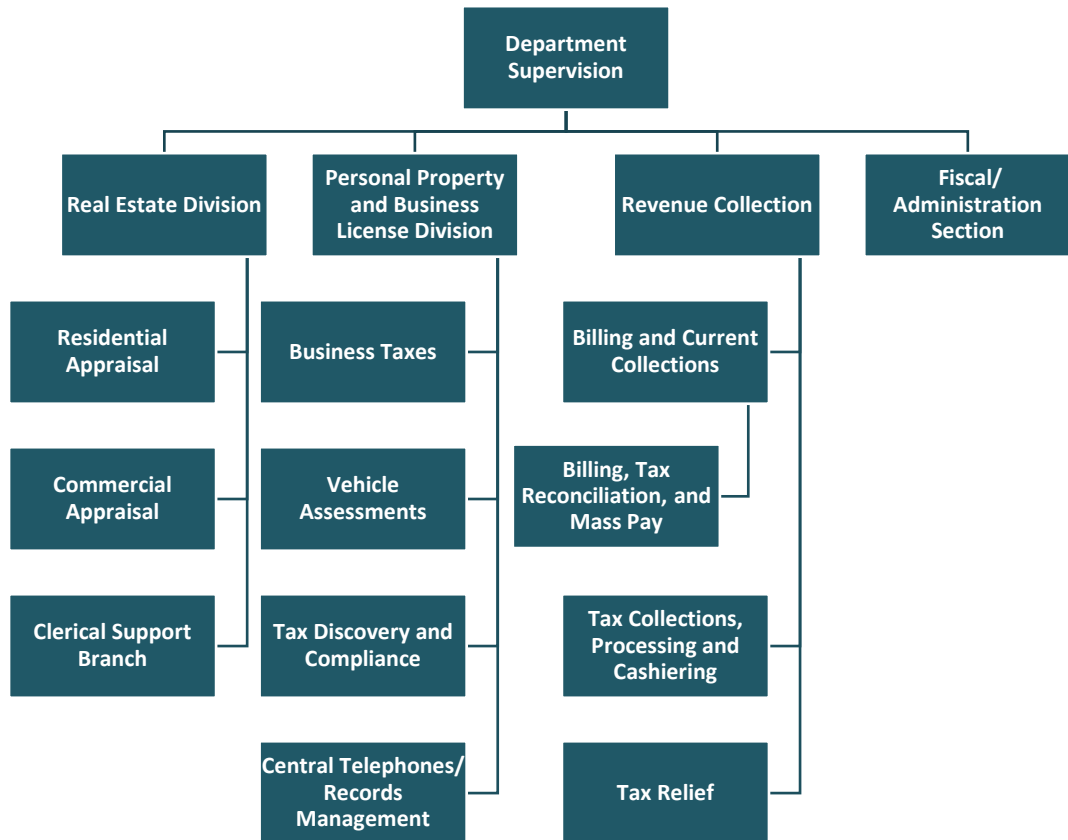 Department
Supervision
Real Estate Division
Personal Property
and Business
License Division
Revenue Collection
Fiscal/
Administration
Section
Residential
Appraisal
Business Taxes
Billing and Current
Collections
Commercial
Appraisal
Vehicle
Assessments
Billing, Tax
Reconciliation, and
Mass Pay
Clerical Support
Branch
Tax Discovery and
Compliance
Tax Collections,
Processing and
Cashiering
Central Telephones/
Records
Management
Tax Relief